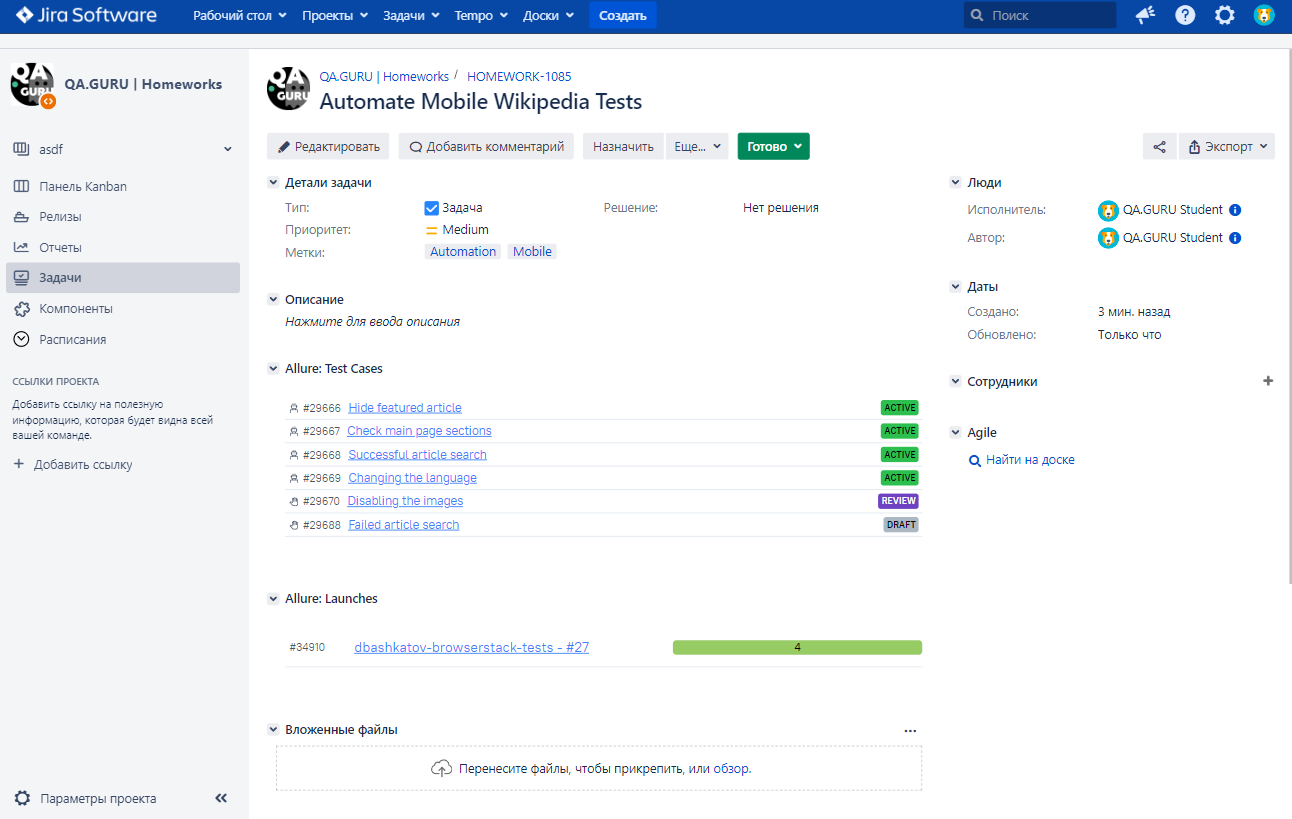 Jira Software Рабочий стол Проекты Задачи Tempo Доски Создать Поиск
QA.GURU | Homeworks
asdf
Панель Kanban
Релизы
Отчеты
Задачи
Компоненты
Расписания
ССЫЛКИ ПРОЕКТА
Добавить ссылку на полезную
информацию, которая будет видна всей
вашей команде.
+ Добавить ссылку
Параметры проекта
QA GURU
QA.GURU | Homeworks / HOMEWORK-1085
Automate Mobile Wikipedia Tests
Редактировать Добавить комментарий Назначить Еще... Готово Экспорт
Детали задачи
Тип: Задача Решение: Нет решения
Приоритет: Medium
Метки: Automation Mobile
Описание
Нажмите для ввода описания
Allure: Test Cases
#29666 Hide featured article ACTIVE
#29667 Check main page sections ACTIVE
#29668 Successful article search ACTIVE
#29669 Changing the language ACTIVE
#29670 Disabling the images REVIEW
#29688 Failed article search DRAFT
Allure: Launches
#34910 dbashkatov-browserstack-tests - #27 4
Вложенные файлы ...
Перенесите файлы, чтобы прикрепить, или обзор.
Люди
Исполнитель: QA.GURU Student
Автор: QA.GURU Student
Даты
Создано: 3 мин. назад
Обновлено: Только что
Сотрудники +
Agile
Найти на доске